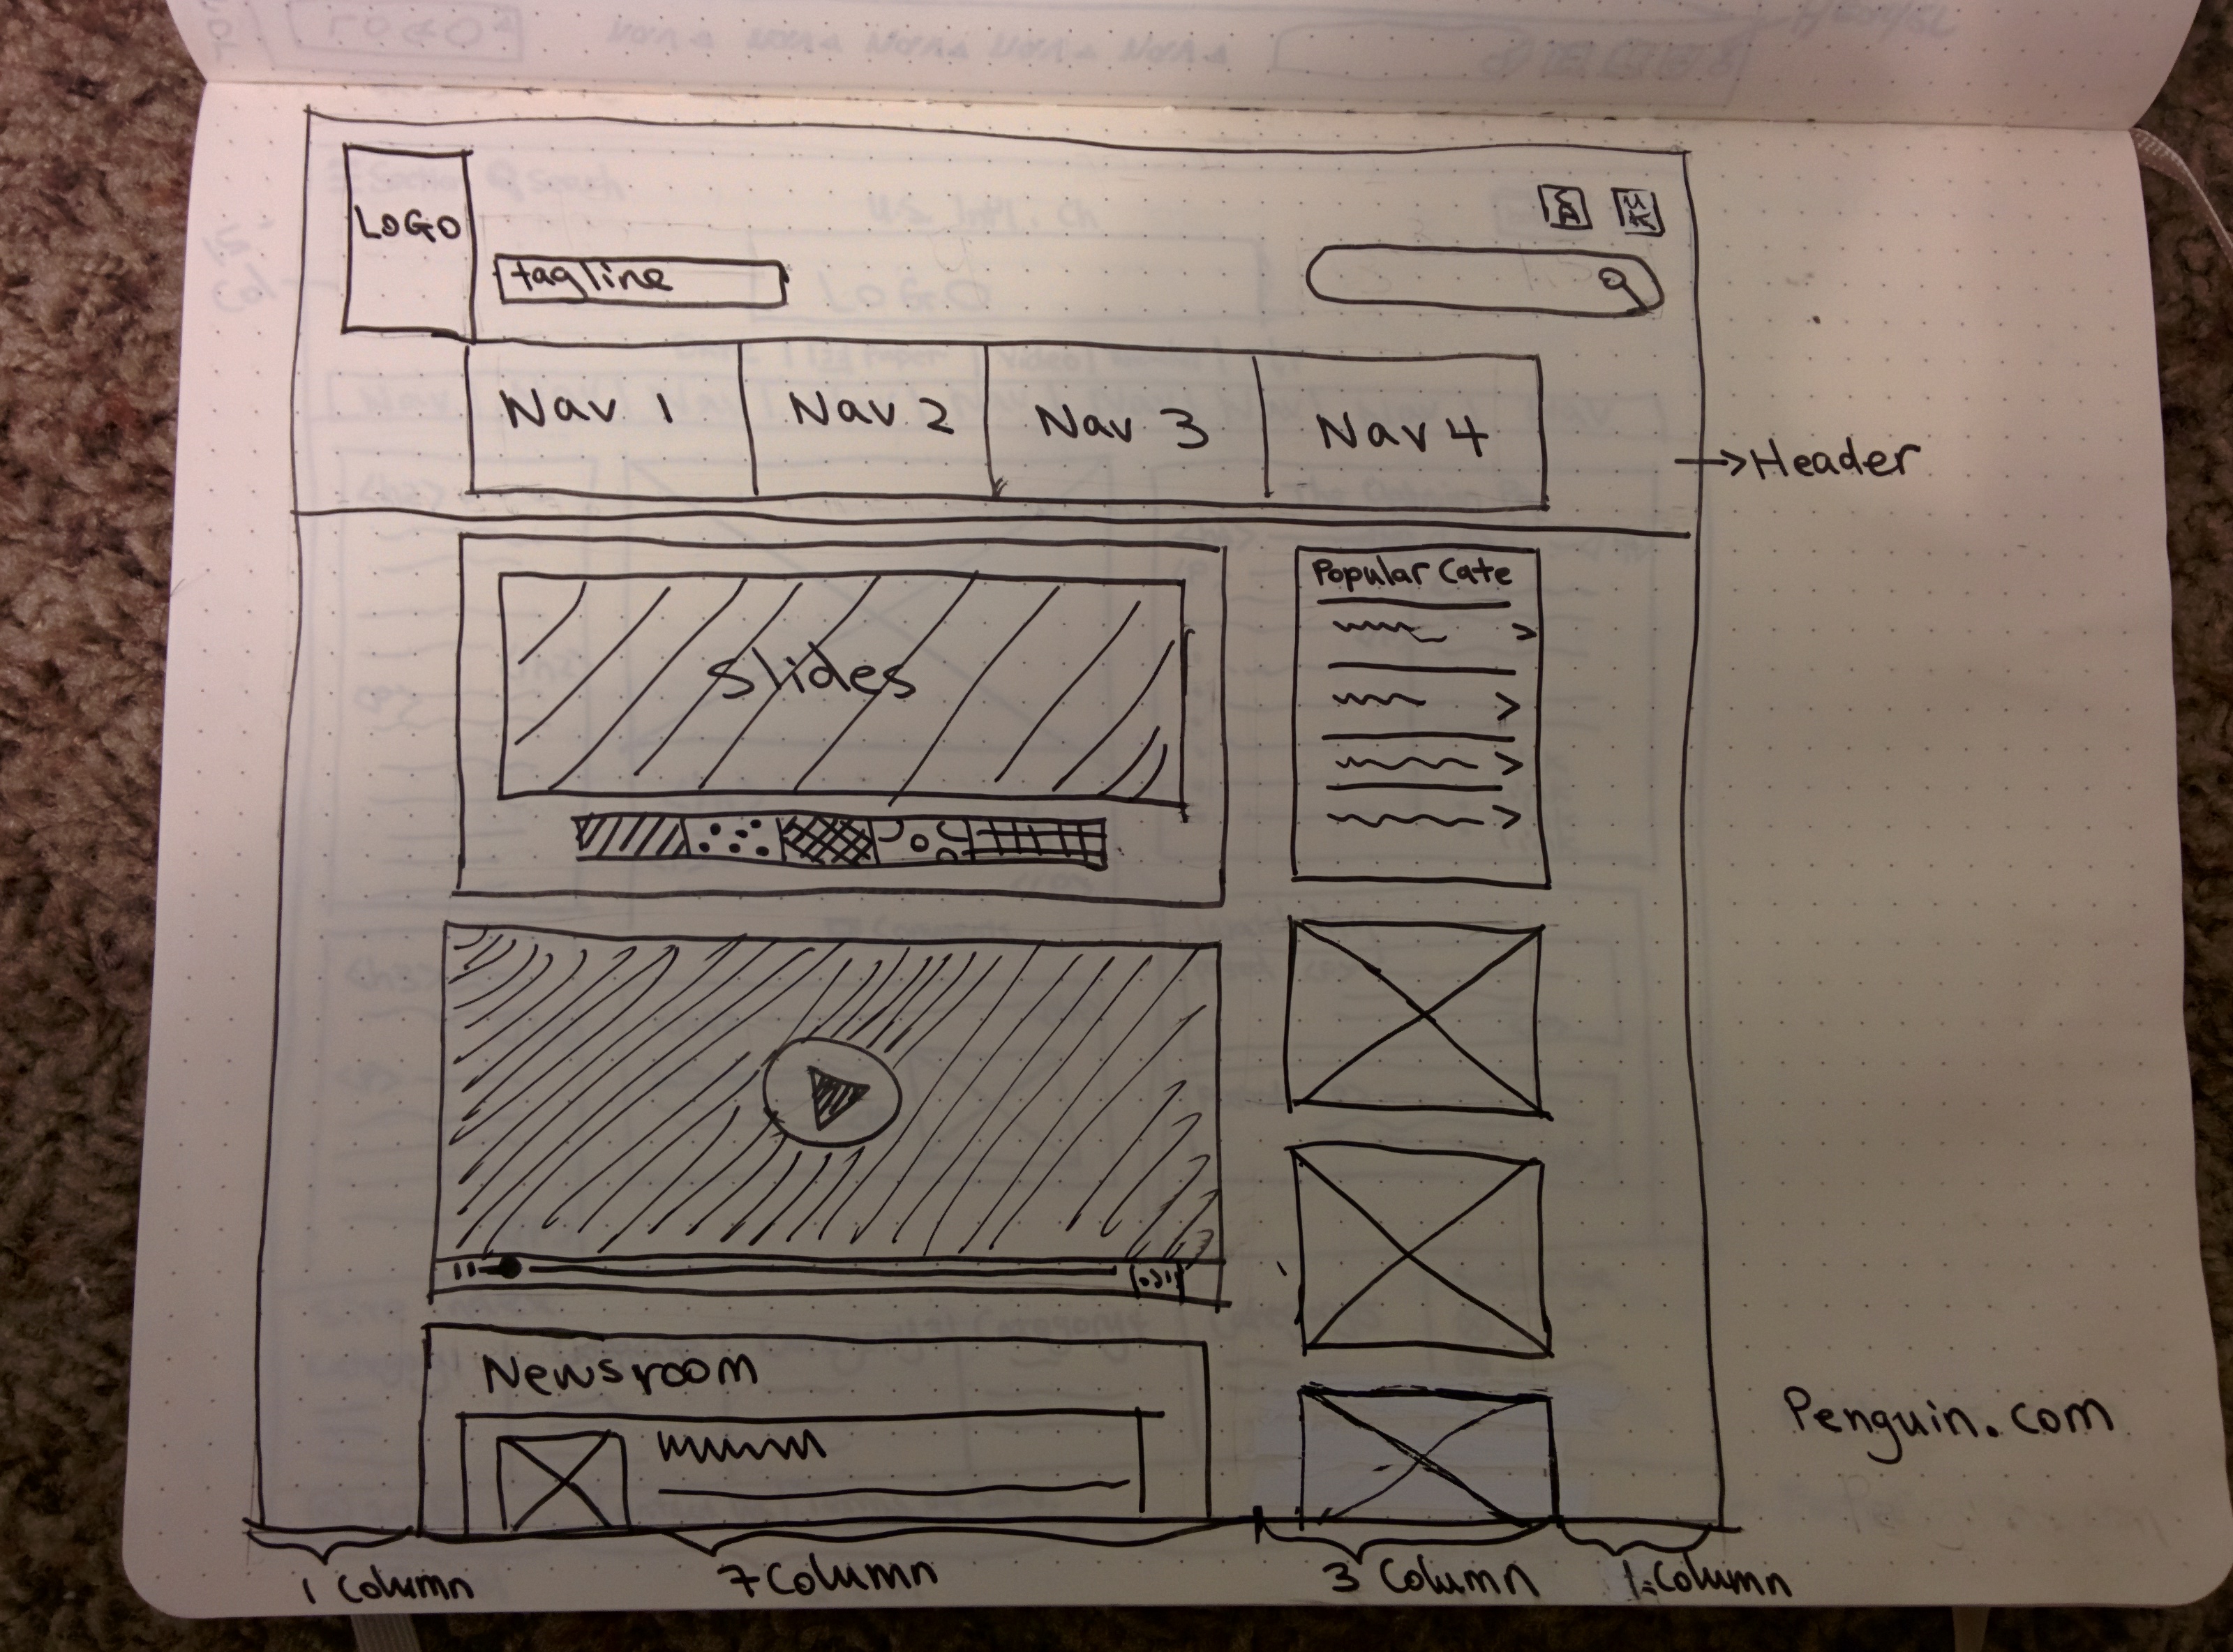 LOGO
tagline
UK
Nav 1 Nav 2 Nav 3 Nav 4
Header
Slides
Popular Cate
Newsroom
Penguin.com
1 Column 7 Column 3 Column 1 Column